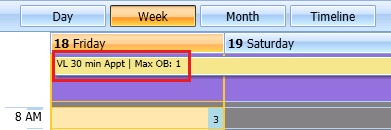 Day Week Month Timeline
18 Friday 19 Saturday
VL 30 min Appt | Max OB: 1
8 AM 3